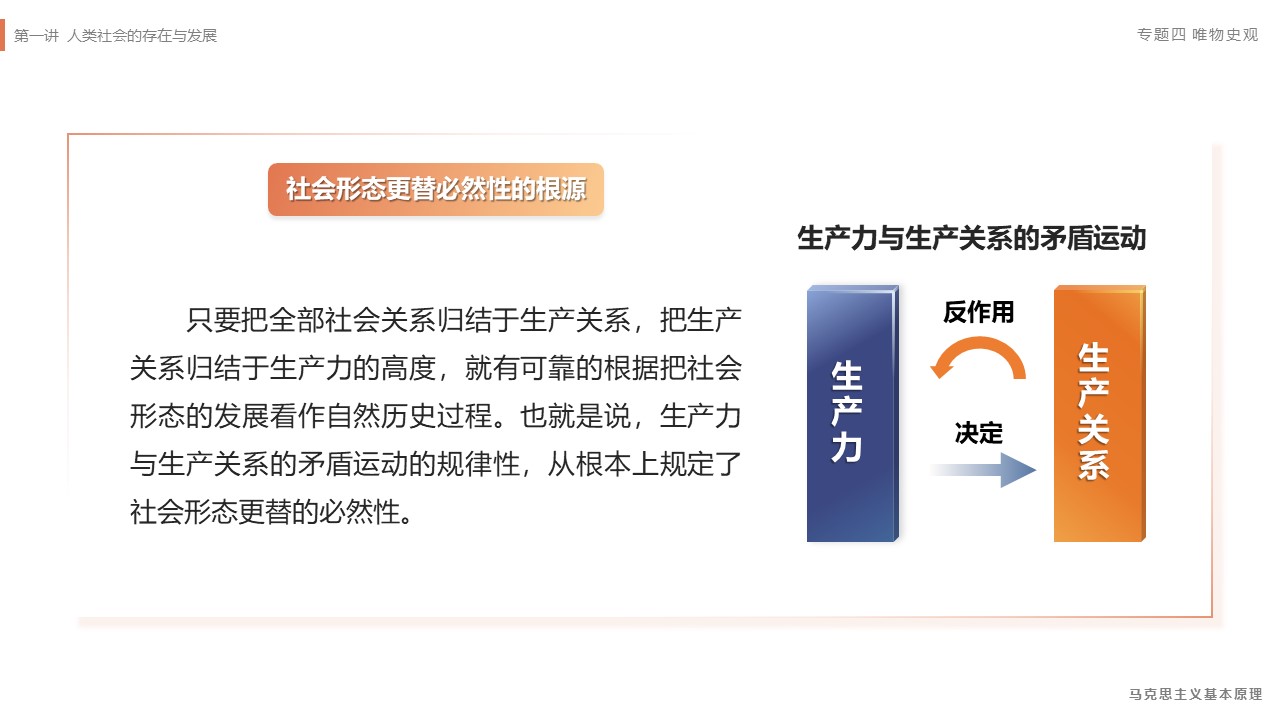 第一讲 人类社会的存在与发展
专题四 唯物史观
社会形态更替必然性的根源
只要把全部社会关系归结于生产关系，把生产
关系归结于生产力的高度，就有可靠的根据把社会
形态的发展看作自然历史过程。也就是说，生产力
与生产关系的矛盾运动的规律性，从根本上规定了
社会形态更替的必然性。
生产力与生产关系的矛盾运动
生产力
反作用
决定
生产关系
马克思主义基本原理